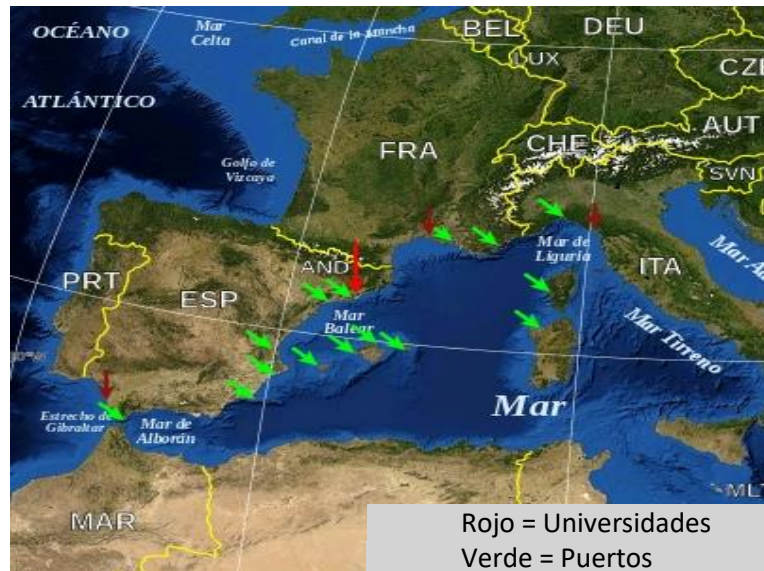 OCÉANO
ATLÁNTICO
Mar
Celta
Canal de la Mancha
BEL
LUX
DEU
CZE
FRA
CHE
AUT
SVN
Golfo de
Vizcaya
PRT
ESP
AND
Mar
Balear
Mar de
Liguria
ITA
Mar Tirreno
Estrecho de
Gibraltar
Mar de
Alborán
Mar
MAR
MLT
Rojo = Universidades
Verde = Puertos